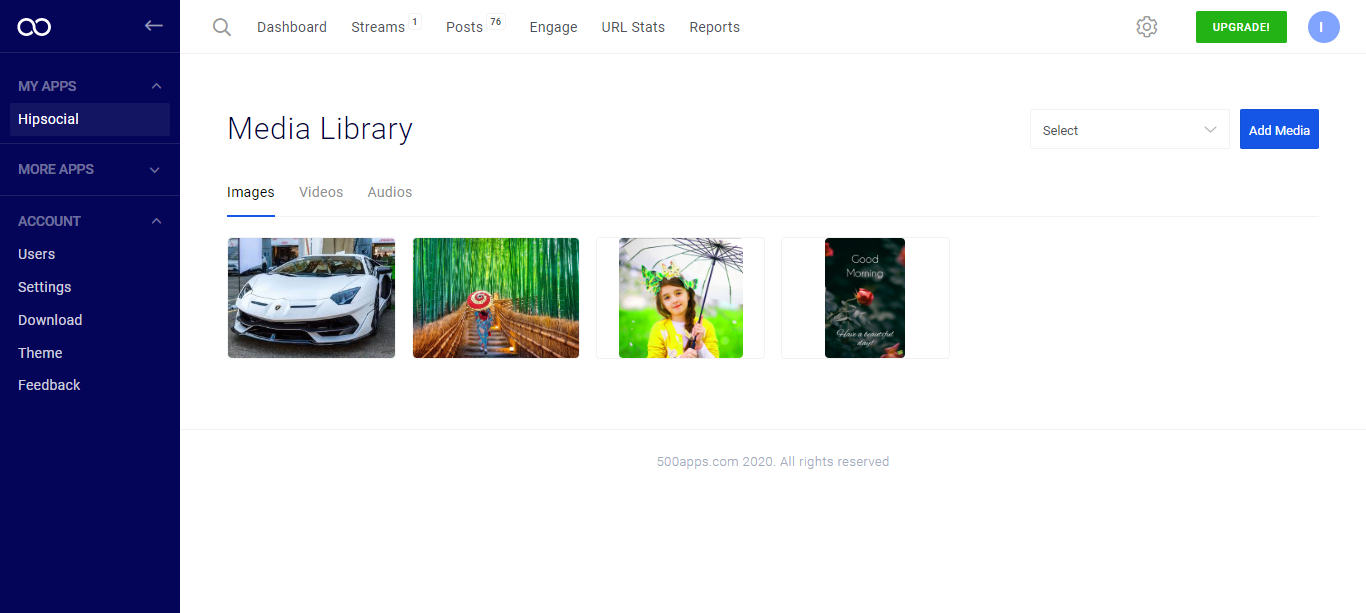 Dashboard
Streams 1
Posts 76
Engage
URL Stats
Reports
UPGRADE!
I
MY APPS
Hipsocial
MORE APPS
ACCOUNT
Users
Settings
Download
Theme
Feedback
Media Library
Select
Add Media
Images
Videos
Audios
Good
Morning
Have a beautiful
day!
500apps.com 2020. All rights reserved